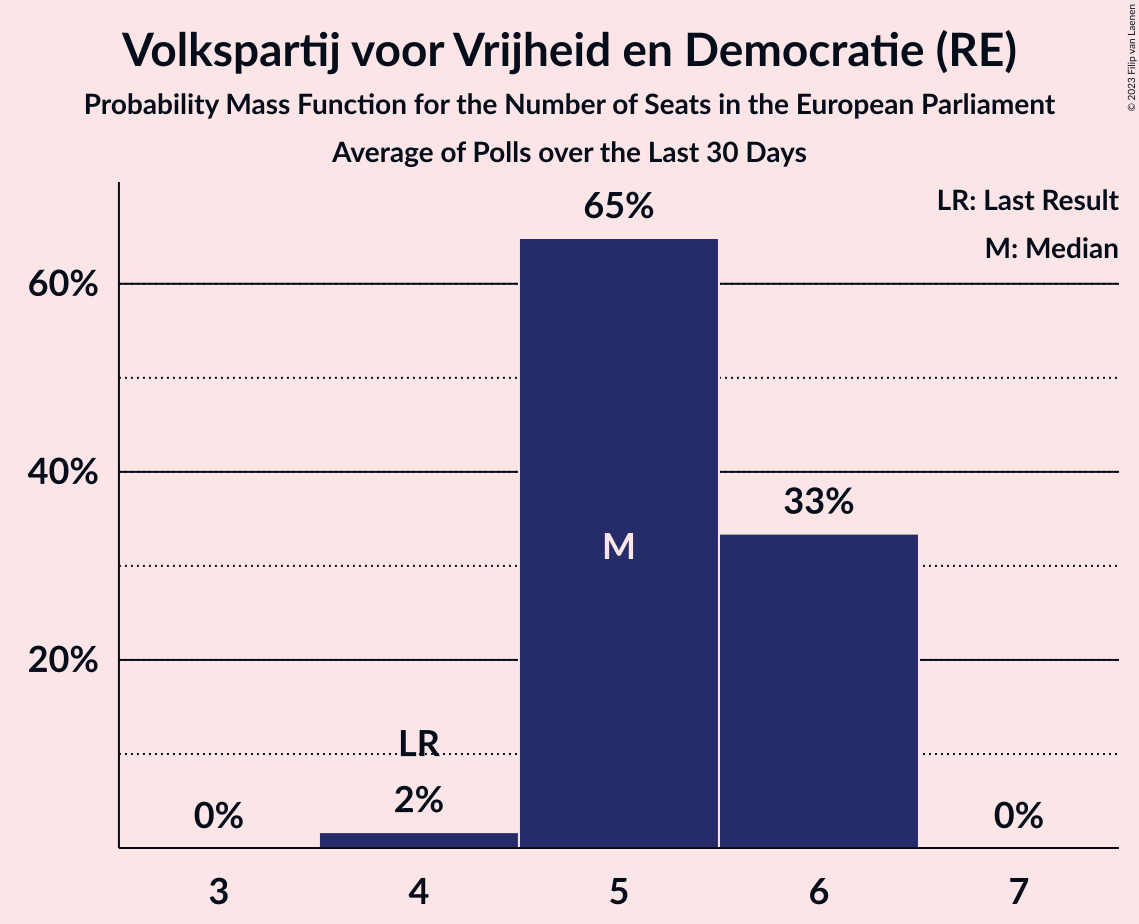 Volkspartij voor Vrijheid en Democratie (RE)
Probability Mass Function for the Number of Seats in the European Parliament
Average of Polls over the Last 30 Days
© 2023 Filip van Laenen
LR: Last Result
M: Median
65%
60%
40%
33%
M
20%
LR
2%
0%
0%
3 4 5 6 7